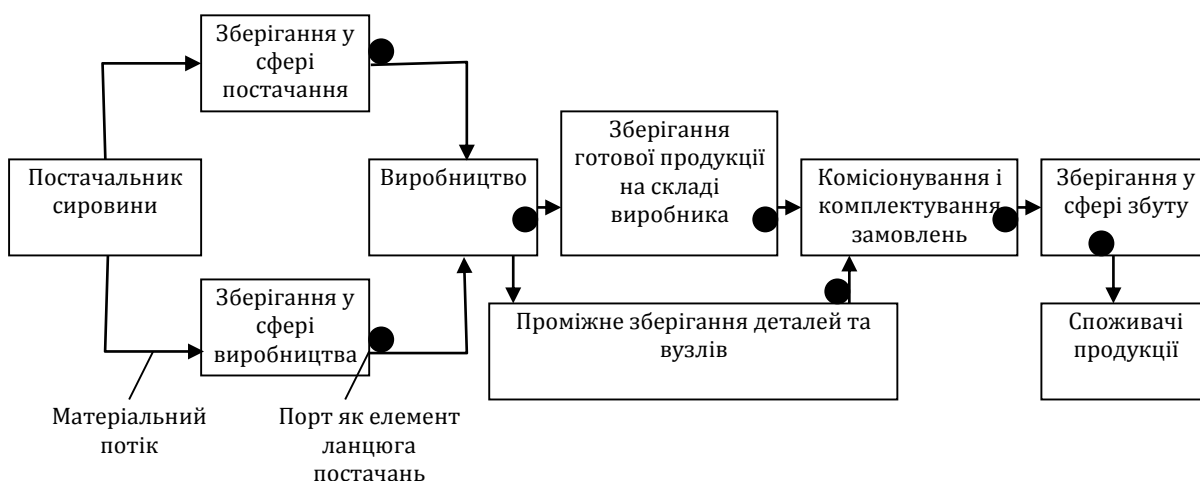 Зберігання у
сфері
постачання
Постачальник
сировини
Виробництво
Зберігання
готової продукції
на складі
виробника
Комісіонування і
комплектування
замовлень
Зберігання у
сфері збуту
Зберігання у
сфері
виробництва
Проміжне зберігання деталей та
вузлів
Споживачі
продукції
Матеріальний
потік
Порт як елемент
ланцюга
постачань